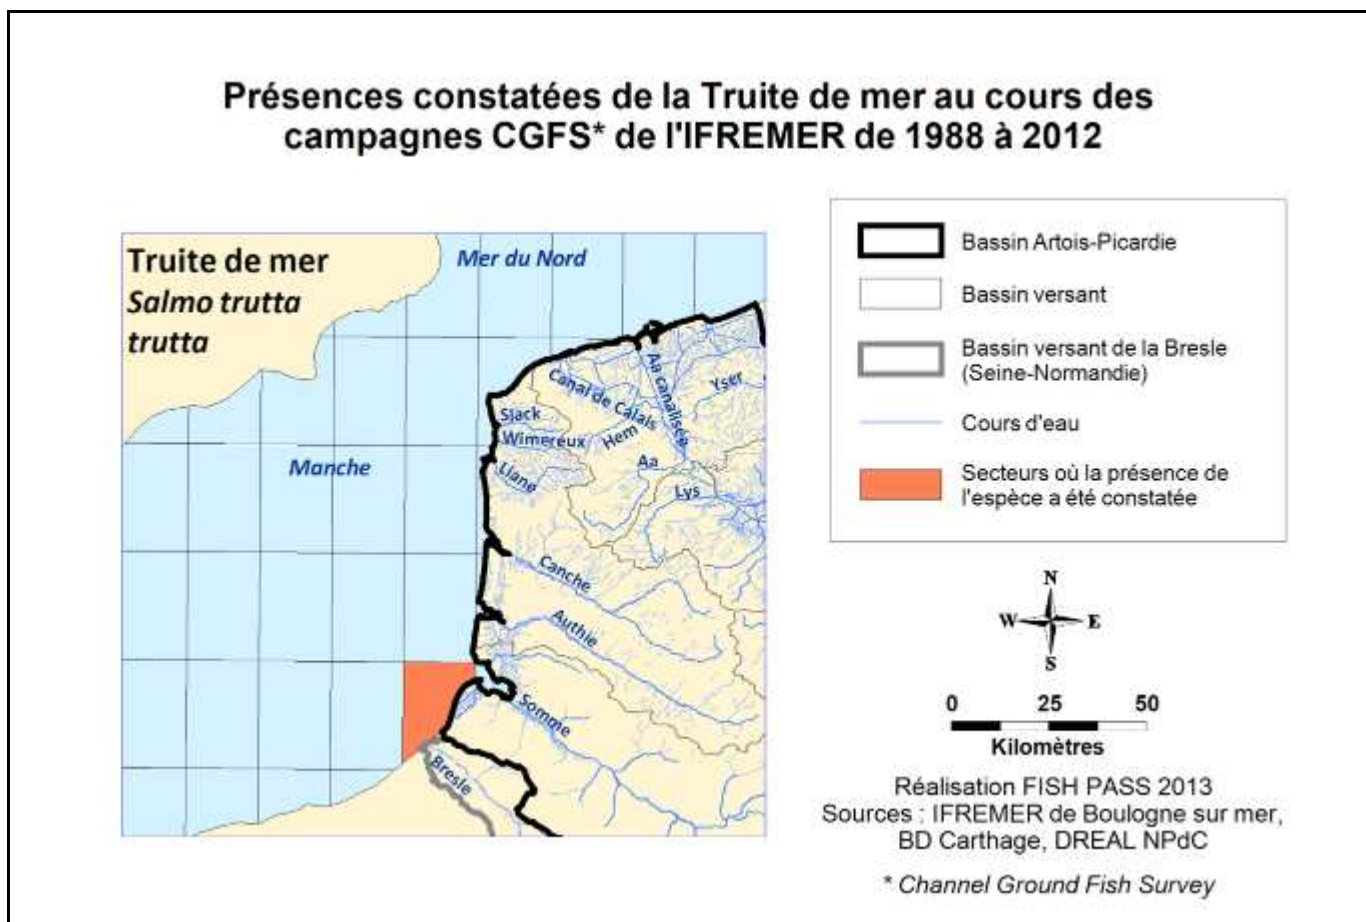 Présences constatées de la Truite de mer au cours des
campagnes CGFS* de l'IFREMER de 1988 à 2012
Truite de mer
Salmo trutta
trutta
Mer du Nord
Manche
Slack
Wimereux
Liane
Canal de Calais
Hem
Aa canalisée
Yser
Aa
Lys
Canche
Authie
Somme
Bresle
Bassin Artois-Picardie
Bassin versant
Bassin versant de la Bresle
(Seine-Normandie)
Cours d'eau
Secteurs où la présence de
l'espèce a été constatée
N
W E
S
0 25 50
Kilomètres
Réalisation FISH PASS 2013
Sources : IFREMER de Boulogne sur mer,
BD Carthage, DREAL NPdC
* Channel Ground Fish Survey